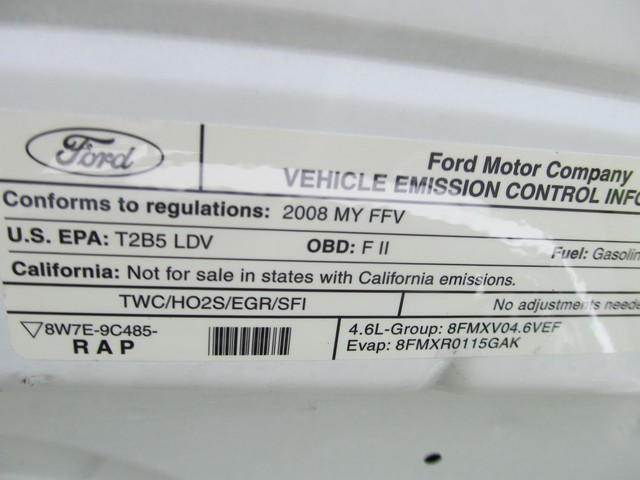 Ford
Ford Motor Company
VEHICLE EMISSION CONTROL INFO
Conforms to regulations: 2008 MY FFV
U.S. EPA: T2B5 LDV OBD: F II Fuel: Gasolin
California: Not for sale in states with California emissions.
TWC/HO2S/EGR/SFI No adjustments neede
▽8W7E-9C485- 4.6L-Group: 8FMXV04.6VEF
R A P Evap: 8FMXR0115GAK